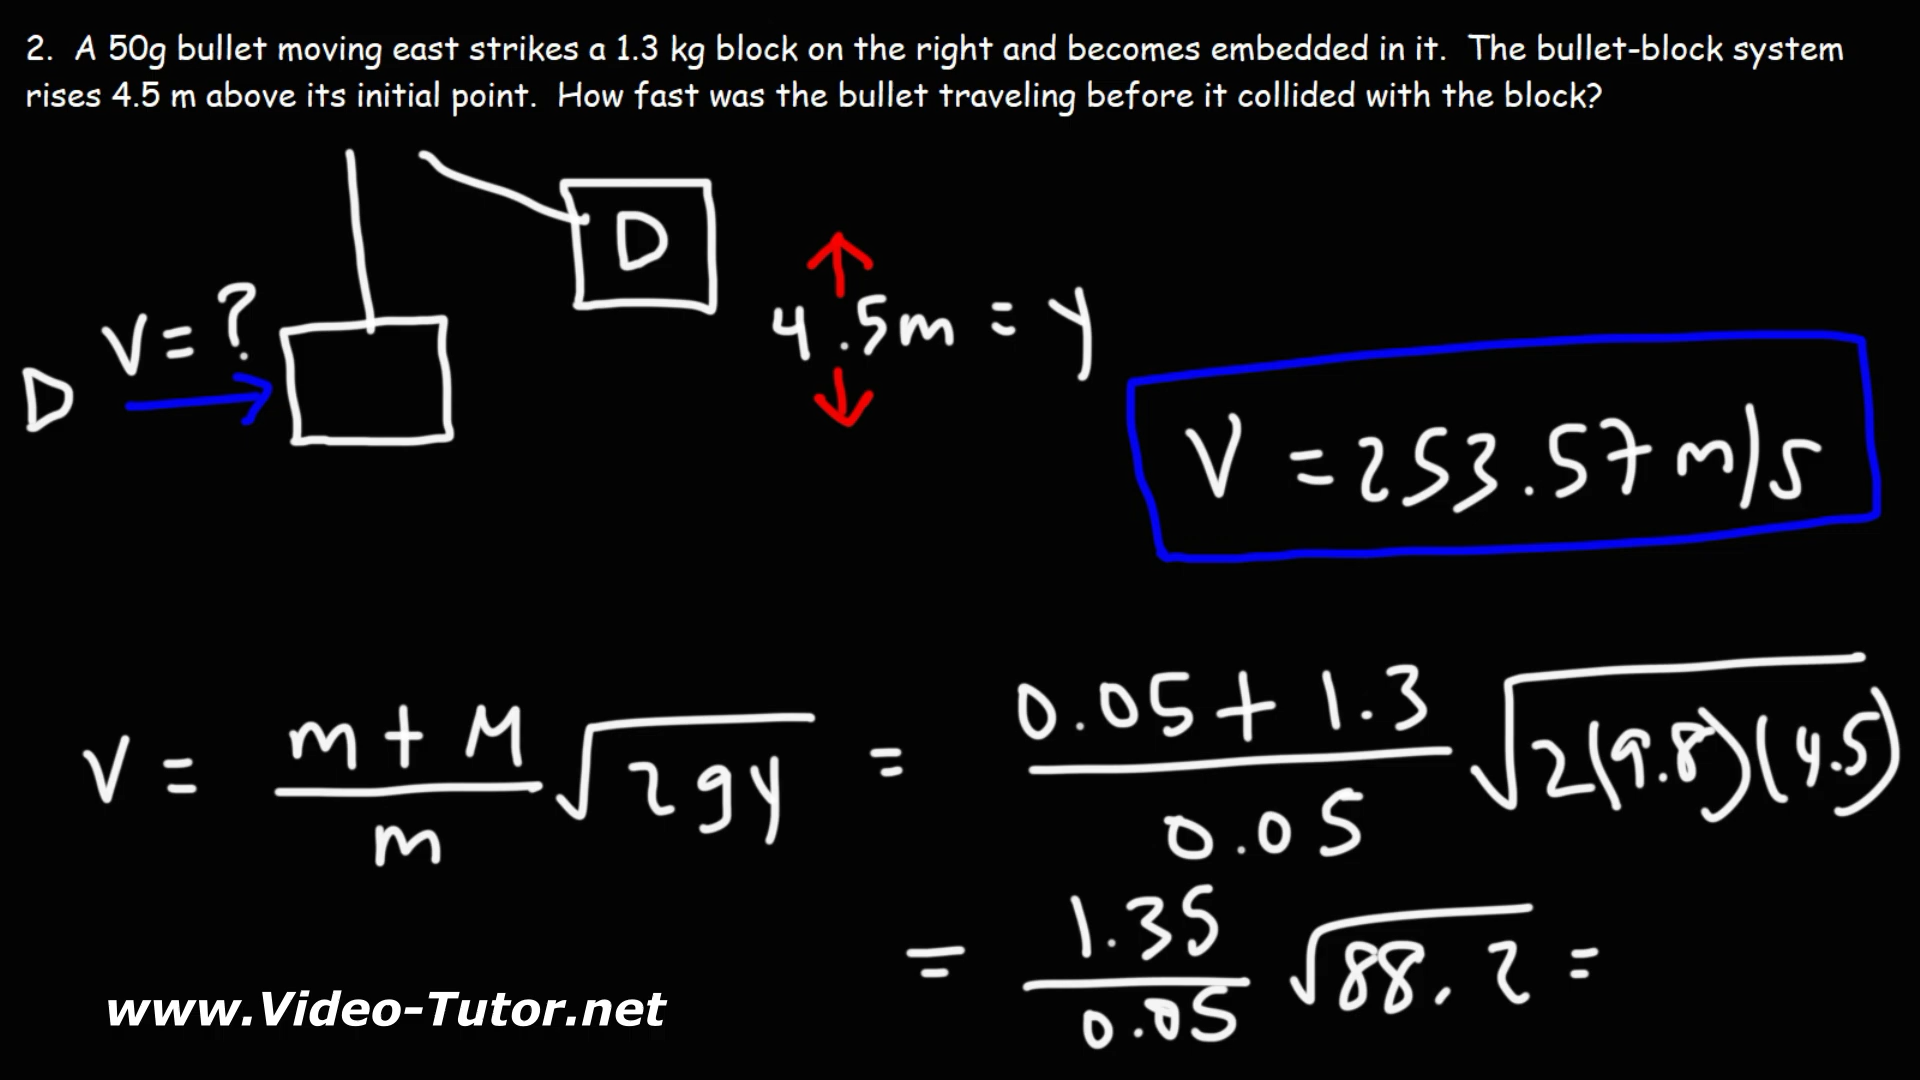 2. A 50g bullet moving east strikes a 1.3 kg block on the right and becomes embedded in it. The bullet-block system
rises 4.5 m above its initial point. How fast was the bullet traveling before it collided with the block?
D
V = ?
D
4.5m = y
V = 253.57 m/s
V = m + M / m √2gy = 0.05 + 1.3 / 0.05 √2(9.8)(4.5)
= 1.35 / 0.05 √88.2 =
www.Video-Tutor.net